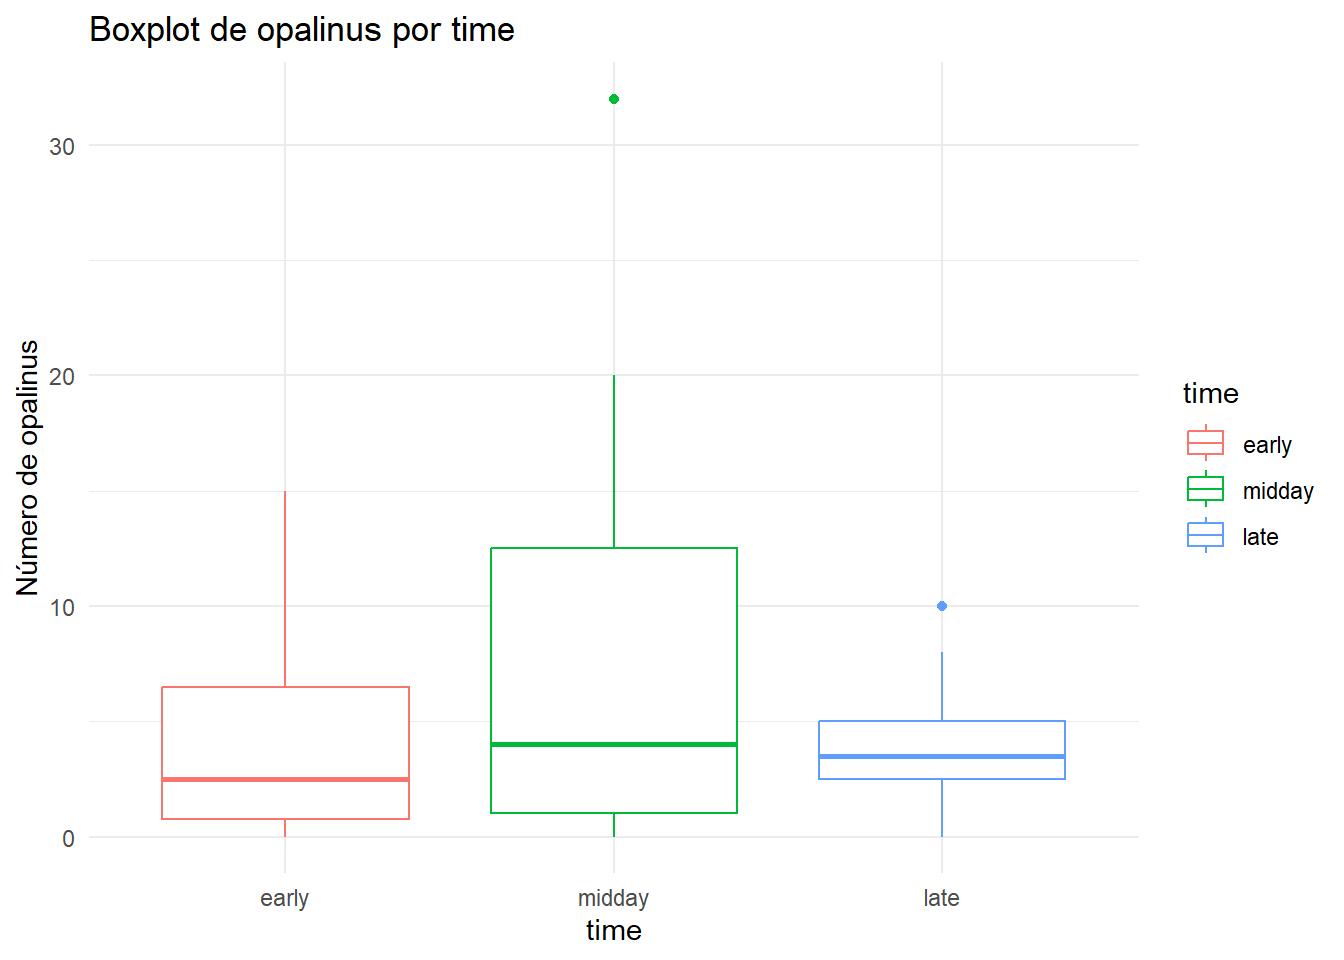 Boxplot de opalinus por time
Número de opalinus
30
20
10
0
early
midday
late
time
time
early
midday
late